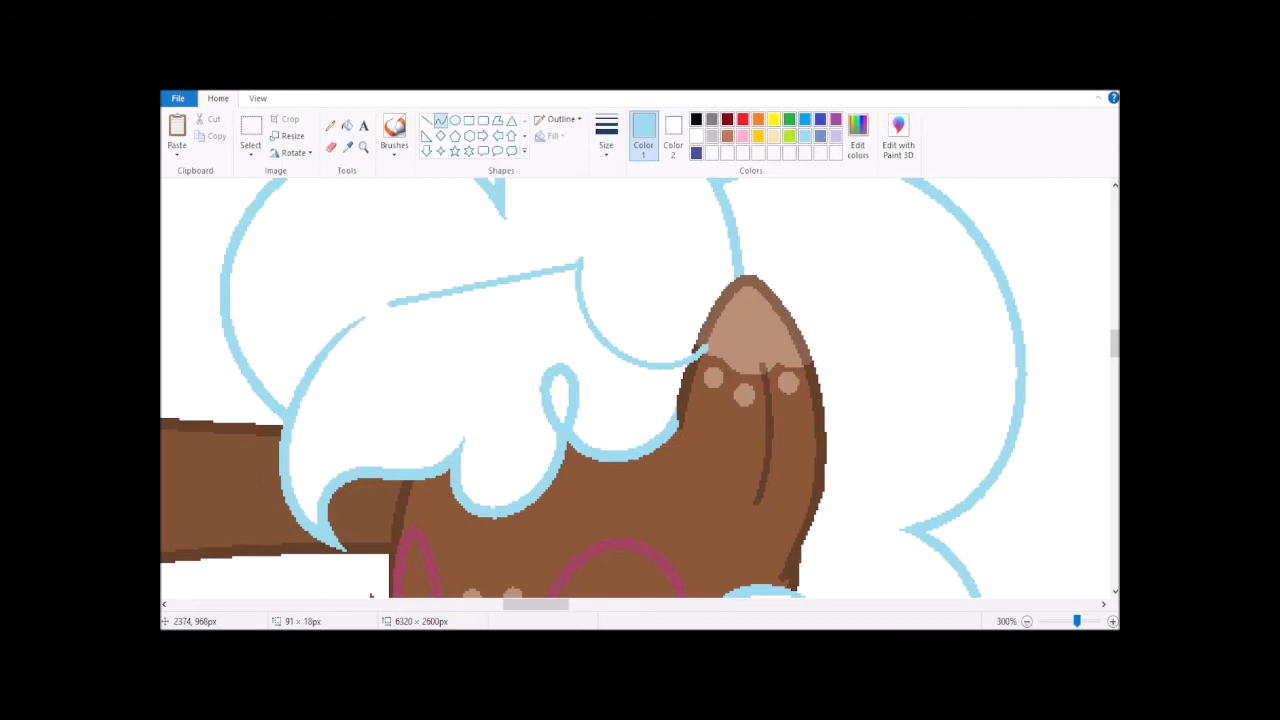 File Home View
Paste
Cut
Copy
Clipboard
Select
Crop
Resize
Rotate
Image
A
Tools
Brushes
Outline
Fill
Shapes
Size
Color
1
Color
2
Edit
colors
Colors
Edit with
Paint 3D
?
2374, 968px 91 × 18px 6320 × 2600px 300%